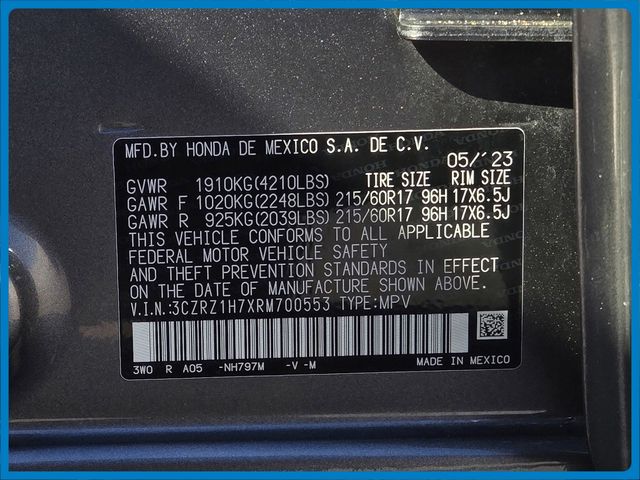 MFD.BY HONDA DE MEXICO S.A. DE C.V.
05/'23
GVWR 1910KG(4210LBS) TIRE SIZE RIM SIZE
GAWR F 1020KG(2248LBS) 215/60R17 96H 17X6.5J
GAWR R 925KG(2039LBS) 215/60R17 96H 17X6.5J
THIS VEHICLE CONFORMS TO ALL APPLICABLE
FEDERAL MOTOR VEHICLE SAFETY
AND THEFT PREVENTION STANDARDS IN EFFECT
ON THE DATE OF MANUFACTURE SHOWN ABOVE.
V.I.N.:3CZRZ1H7XRM700553 TYPE:MPV
3W0 R A05 -NH797M -V -M MADE IN MEXICO